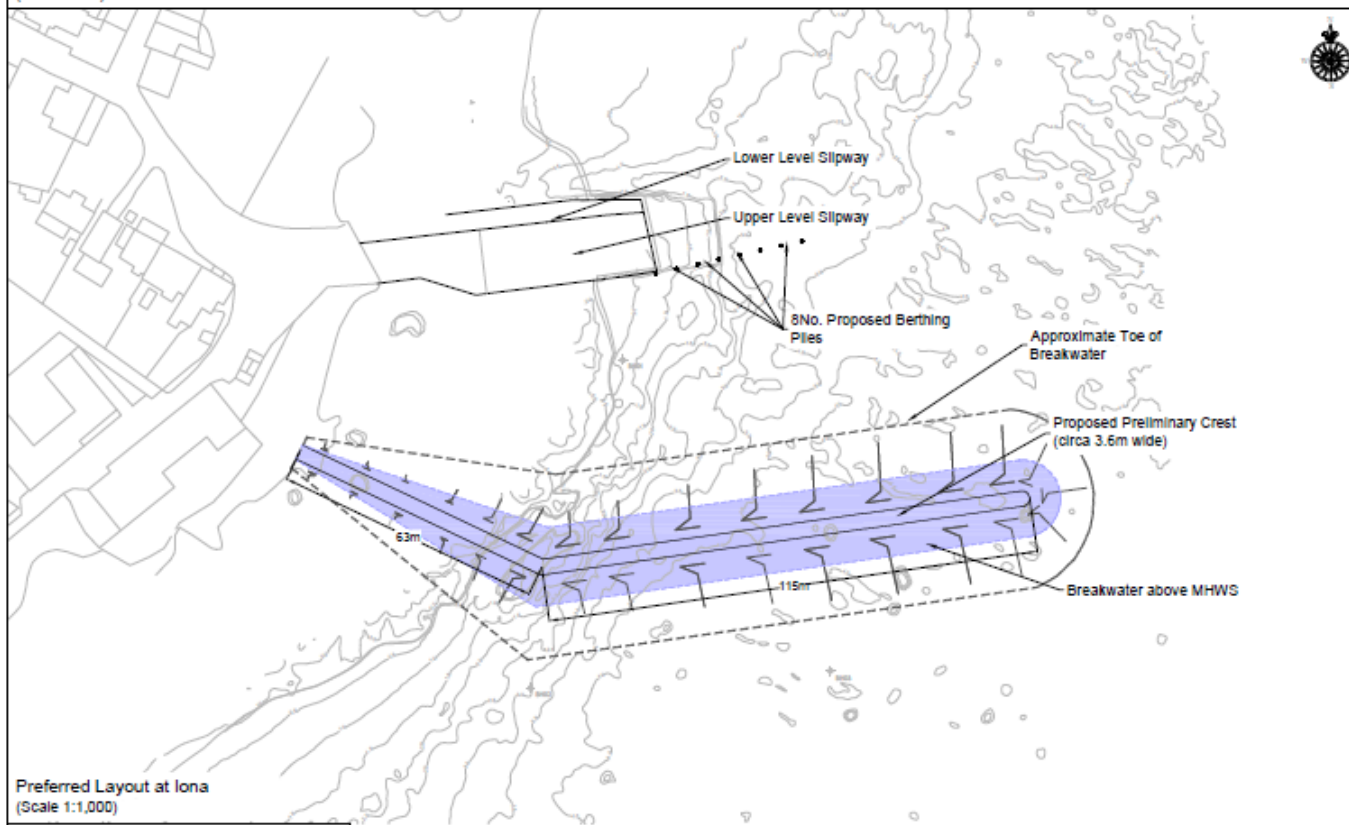 Lower Level Slipway
Upper Level Slipway
8No. Proposed Berthing
Piles
Approximate Toe of
Breakwater
Proposed Preliminary Crest
(circa 3.6m wide)
63m
115m
Breakwater above MHWS
Preferred Layout at Iona
(Scale 1:1,000)